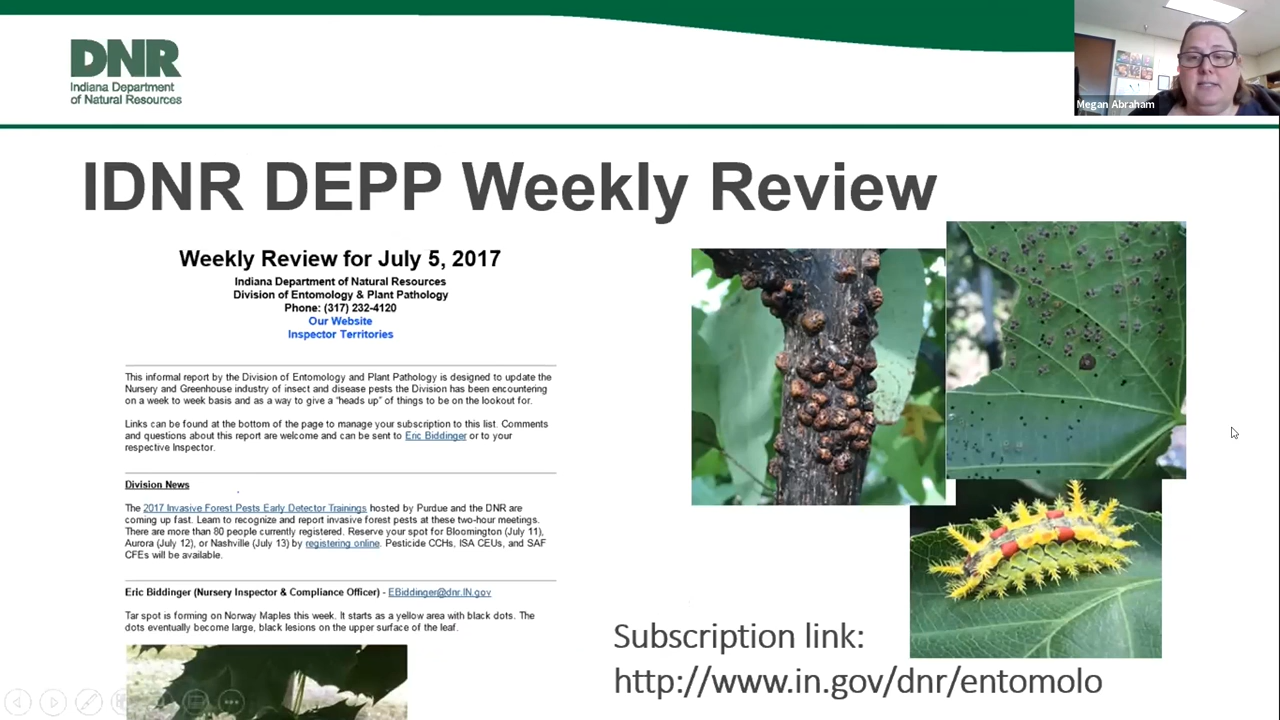 DNR
Indiana Department
of Natural Resources
Megan Abraham
IDNR DEPP Weekly Review
Weekly Review for July 5, 2017
Indiana Department of Natural Resources
Division of Entomology & Plant Pathology
Phone: (317) 232-4120
Our Website
Inspector Territories
This informal report by the Division of Entomology and Plant Pathology is designed to update the
Nursery and Greenhouse industry of insect and disease pests the Division has been encountering
on a week to week basis and as a way to give a "heads up" of things to be on the lookout for.
Links can be found at the bottom of the page to manage your subscription to this list. Comments
and questions about this report are welcome and can be sent to Eric Biddinger or to your
respective Inspector.
Division News
The 2017 Invasive Forest Pests Early Detector Trainings hosted by Purdue and the DNR are
coming up fast. Learn to recognize and report invasive forest pests at these two-hour meetings.
There are more than 80 people currently registered. Reserve your spot for Bloomington (July 11),
Aurora (July 12), or Nashville (July 13) by registering online. Pesticide CCHs, ISA CEUs, and SAF
CFEs will be available.
Eric Biddinger (Nursery Inspector & Compliance Officer) - EBiddinger@dnr.IN.gov
Tar spot is forming on Norway Maples this week. It starts as a yellow area with black dots. The
dots eventually become large, black lesions on the upper surface of the leaf.
Subscription link:
http://www.in.gov/dnr/entomolo